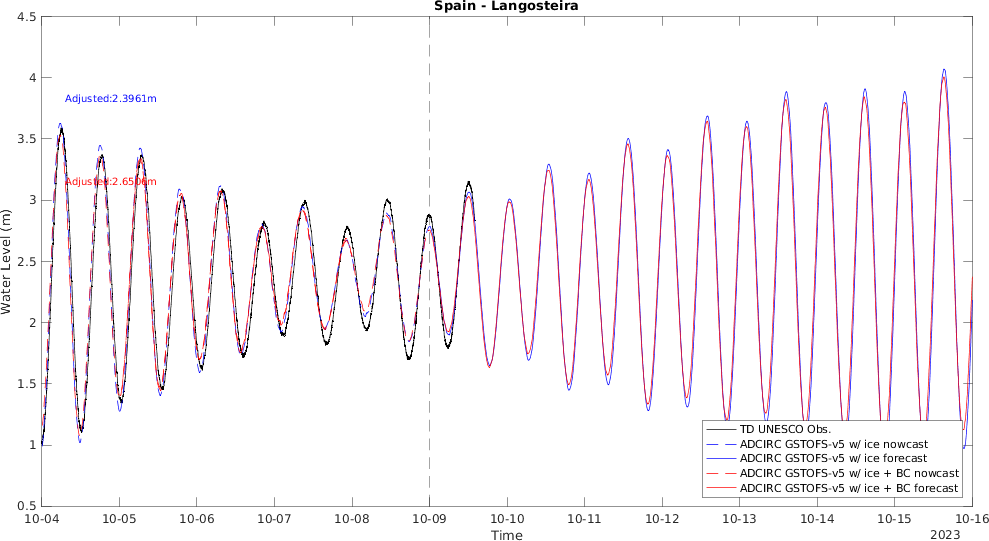 Spain - Langosteira
4.5
4
3.5
3
2.5
2
1.5
1
0.5
Water Level (m)
Adjusted:2.3961m
Adjusted:2.6506m
TD UNESCO Obs.
ADCIRC GSTOFS-v5 w/ ice nowcast
ADCIRC GSTOFS-v5 w/ ice forecast
ADCIRC GSTOFS-v5 w/ ice + BC nowcast
ADCIRC GSTOFS-v5 w/ ice + BC forecast
10-04 10-05 10-06 10-07 10-08 10-09 10-10 10-11 10-12 10-13 10-14 10-15 10-16
Time
2023